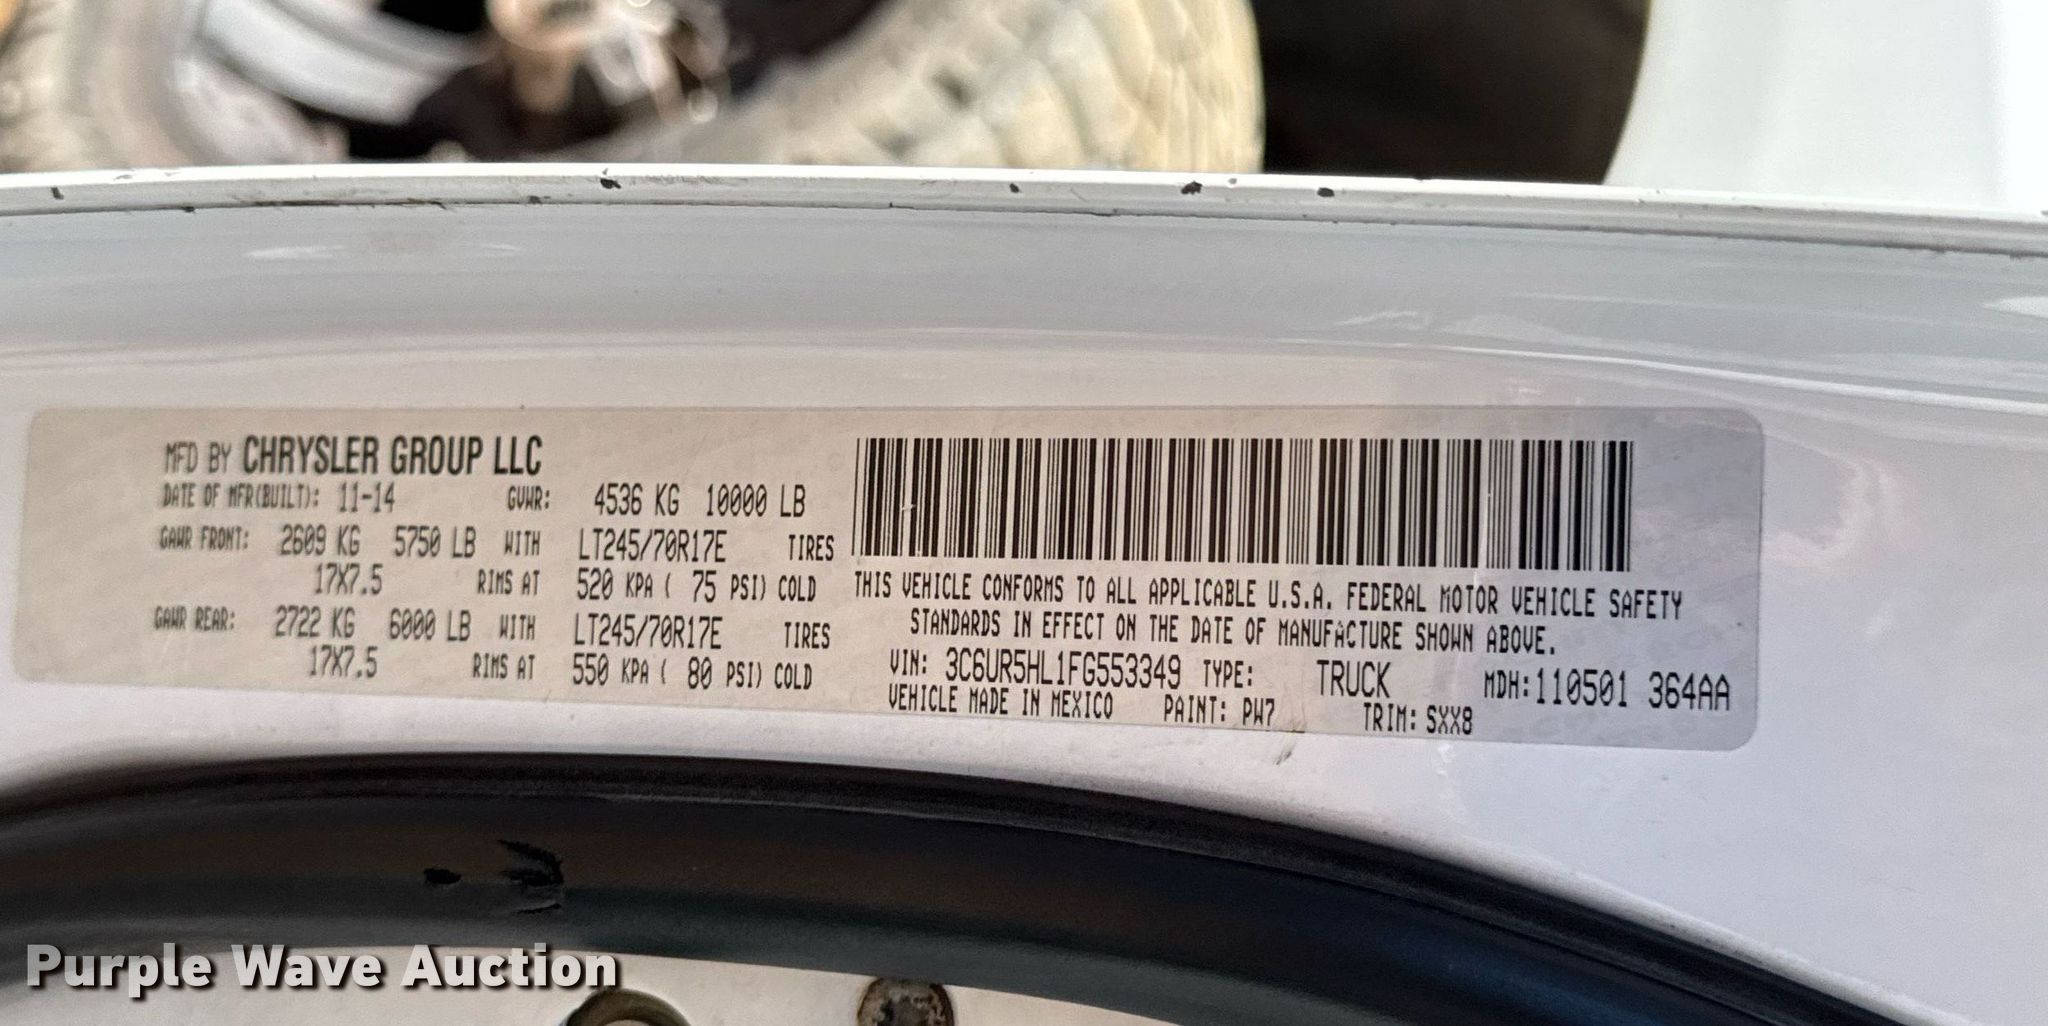 MFD BY CHRYSLER GROUP LLC
DATE OF MFR(BUILT): 11-14 GVWR: 4536 KG 10000 LB
GAWR FRONT: 2609 KG 5750 LB WITH LT245/70R17E TIRES
17X7.5 RIMS AT 520 KPA ( 75 PSI) COLD
GAWR REAR: 2722 KG 6000 LB WITH LT245/70R17E TIRES
17X7.5 RIMS AT 550 KPA ( 80 PSI) COLD
THIS VEHICLE CONFORMS TO ALL APPLICABLE U.S.A. FEDERAL MOTOR VEHICLE SAFETY
STANDARDS IN EFFECT ON THE DATE OF MANUFACTURE SHOWN ABOVE.
VIN: 3C6UR5HL1FG553349 TYPE: TRUCK MDH:110501 364AA
VEHICLE MADE IN MEXICO PAINT: PW7 TRIM: SXX8
Purple Wave Auction